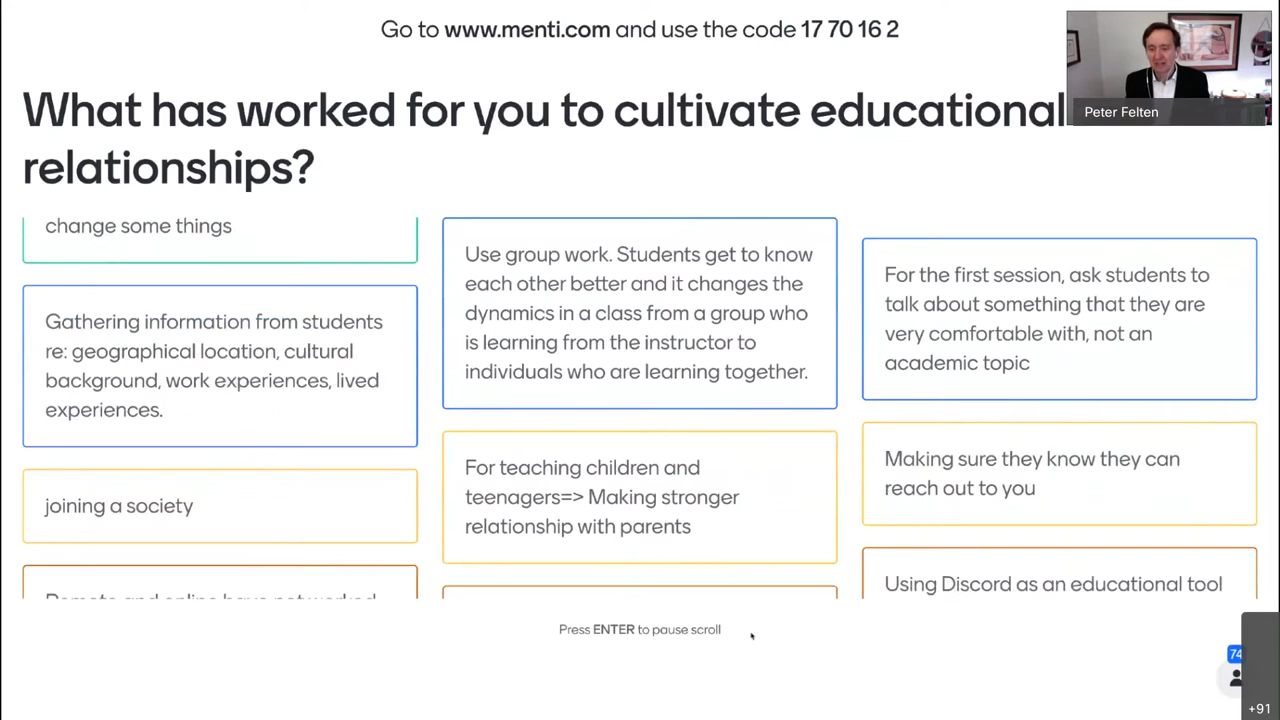 Go to www.menti.com and use the code 17 70 16 2
Peter Felten
What has worked for you to cultivate educational
relationships?
change some things
Gathering information from students
re: geographical location, cultural
background, work experiences, lived
experiences.
joining a society
Remote and online have not worked
Use group work. Students get to know
each other better and it changes the
dynamics in a class from a group who
is learning from the instructor to
individuals who are learning together.
For teaching children and
teenagers=> Making stronger
relationship with parents
For the first session, ask students to
talk about something that they are
very comfortable with, not an
academic topic
Making sure they know they can
reach out to you
Using Discord as an educational tool
Press ENTER to pause scroll
74
+91